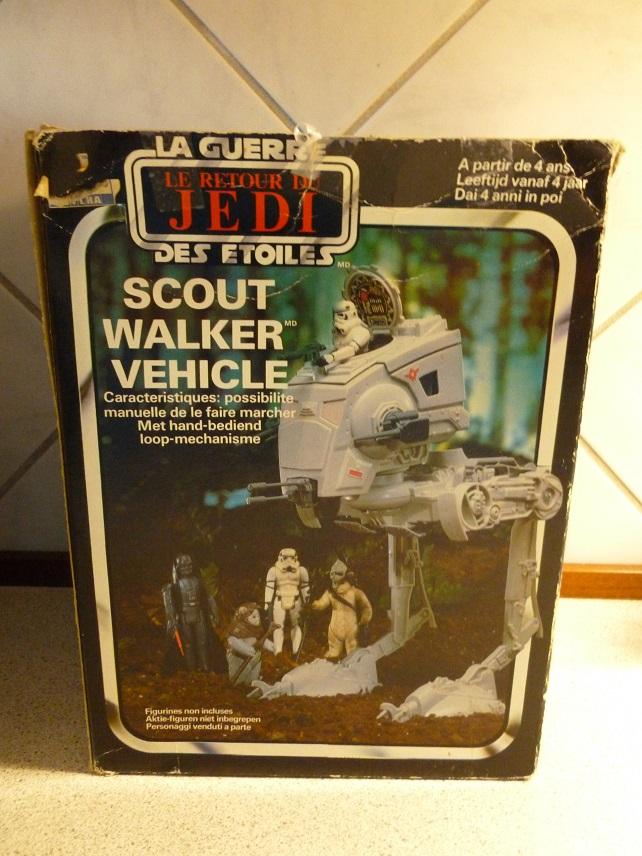 LA GUERRE
LE RETOUR DU
JEDI
DES ETOILES MD
A partir de 4 ans
Leeftijd vanaf 4 jaar
Dai 4 anni in poi
SCOUT
WALKER MD
VEHICLE
Caracteristiques: possibilite
manuelle de le faire marcher
Met hand-bediend
loop-mechanisme
Figurines non incluses
Aktie-figuren niet inbegrepen
Personaggi venduti a parte